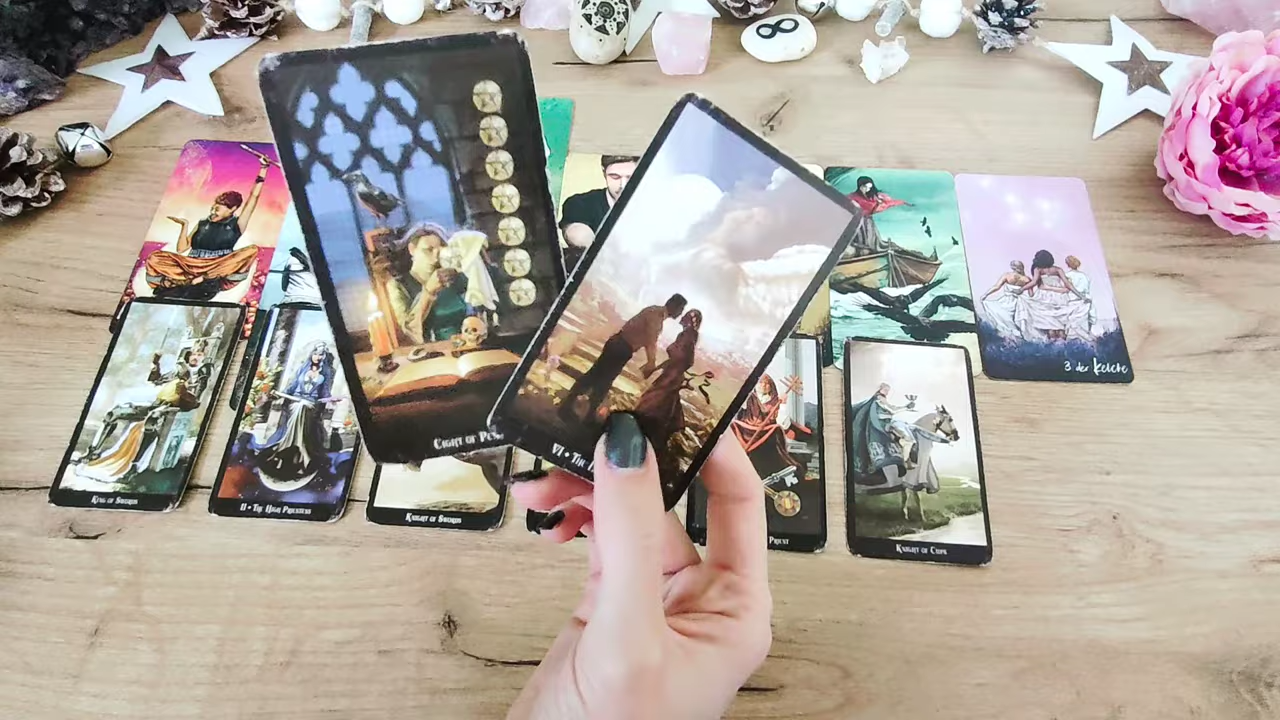 8
3 der Kelche
Eight of
VI • The
King of Swords
II • The High Priestess
Knight of Swords
Priest
Knight of Cups